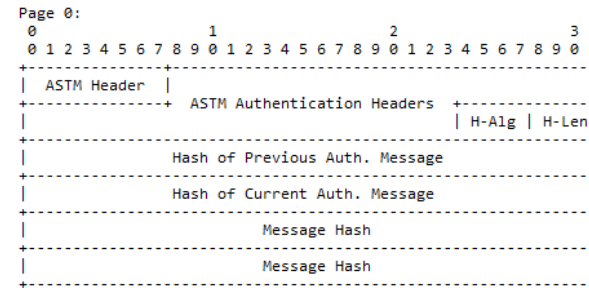 Page 0:
0 1 2 3
0 1 2 3 4 5 6 7 8 9 0 1 2 3 4 5 6 7 8 9 0 1 2 3 4 5 6 7 8 9 0
+---------------+-----------------------------------------------
| ASTM Header |
+---------------+ ASTM Authentication Headers +---------------
| | H-Alg | H-Len
+---------------------------------------------------------------
| Hash of Previous Auth. Message
+---------------------------------------------------------------
| Hash of Current Auth. Message
+---------------------------------------------------------------
| Message Hash
+---------------------------------------------------------------
| Message Hash
+---------------------------------------------------------------